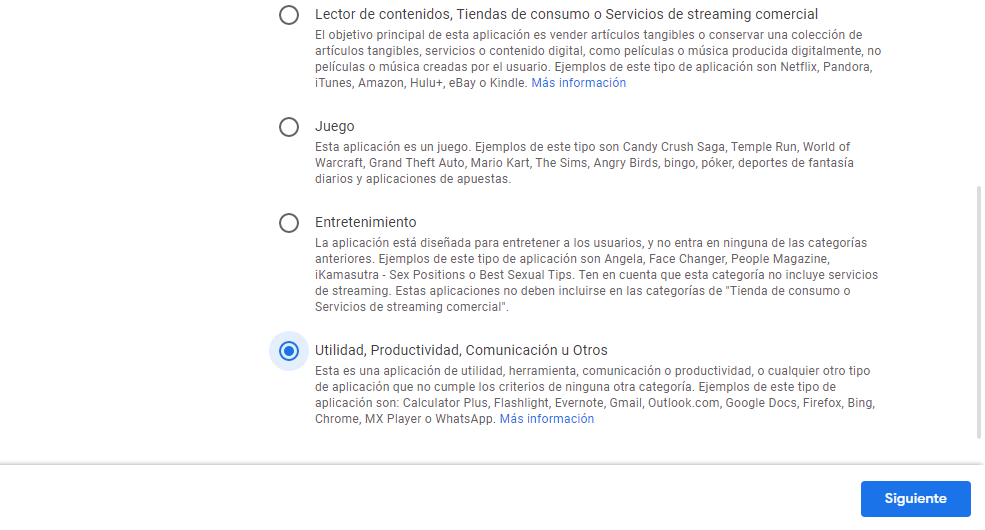 Lector de contenidos, Tiendas de consumo o Servicios de streaming comercial
El objetivo principal de esta aplicación es vender artículos tangibles o conservar una colección de
artículos tangibles, servicios o contenido digital, como películas o música producida digitalmente, no
películas o música creadas por el usuario. Ejemplos de este tipo de aplicación son Netflix, Pandora,
iTunes, Amazon, Hulu+, eBay o Kindle. Más información
Juego
Esta aplicación es un juego. Ejemplos de este tipo son Candy Crush Saga, Temple Run, World of
Warcraft, Grand Theft Auto, Mario Kart, The Sims, Angry Birds, bingo, póker, deportes de fantasía
diarios y aplicaciones de apuestas.
Entretenimiento
La aplicación está diseñada para entretener a los usuarios, y no entra en ninguna de las categorías
anteriores. Ejemplos de este tipo de aplicación son Angela, Face Changer, People Magazine,
iKamasutra - Sex Positions o Best Sexual Tips. Ten en cuenta que esta categoría no incluye servicios
de streaming. Estas aplicaciones no deben incluirse en las categorías de "Tienda de consumo o
Servicios de streaming comercial".
Utilidad, Productividad, Comunicación u Otros
Esta es una aplicación de utilidad, herramienta, comunicación o productividad, o cualquier otro tipo
de aplicación que no cumple los criterios de ninguna otra categoría. Ejemplos de este tipo de
aplicación son: Calculator Plus, Flashlight, Evernote, Gmail, Outlook.com, Google Docs, Firefox, Bing,
Chrome, MX Player o WhatsApp. Más información
Siguiente